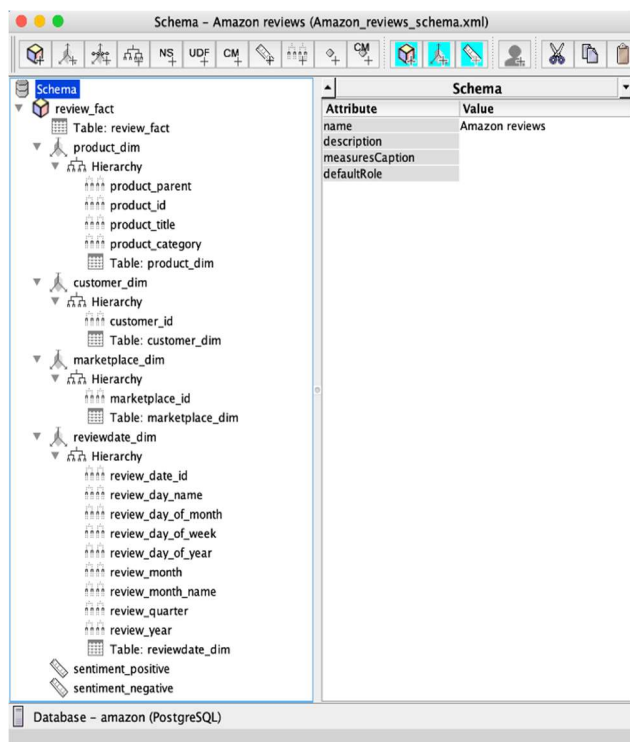 Schema - Amazon reviews (Amazon_reviews_schema.xml)
NS UDF CM CM
Schema
review_fact
Table: review_fact
product_dim
Hierarchy
product_parent
product_id
product_title
product_category
Table: product_dim
customer_dim
Hierarchy
customer_id
Table: customer_dim
marketplace_dim
Hierarchy
marketplace_id
Table: marketplace_dim
reviewdate_dim
Hierarchy
review_date_id
review_day_name
review_day_of_month
review_day_of_week
review_day_of_year
review_month
review_month_name
review_quarter
review_year
Table: reviewdate_dim
sentiment_positive
sentiment_negative
Schema
Attribute Value
name Amazon reviews
description
measuresCaption
defaultRole
Database - amazon (PostgreSQL)